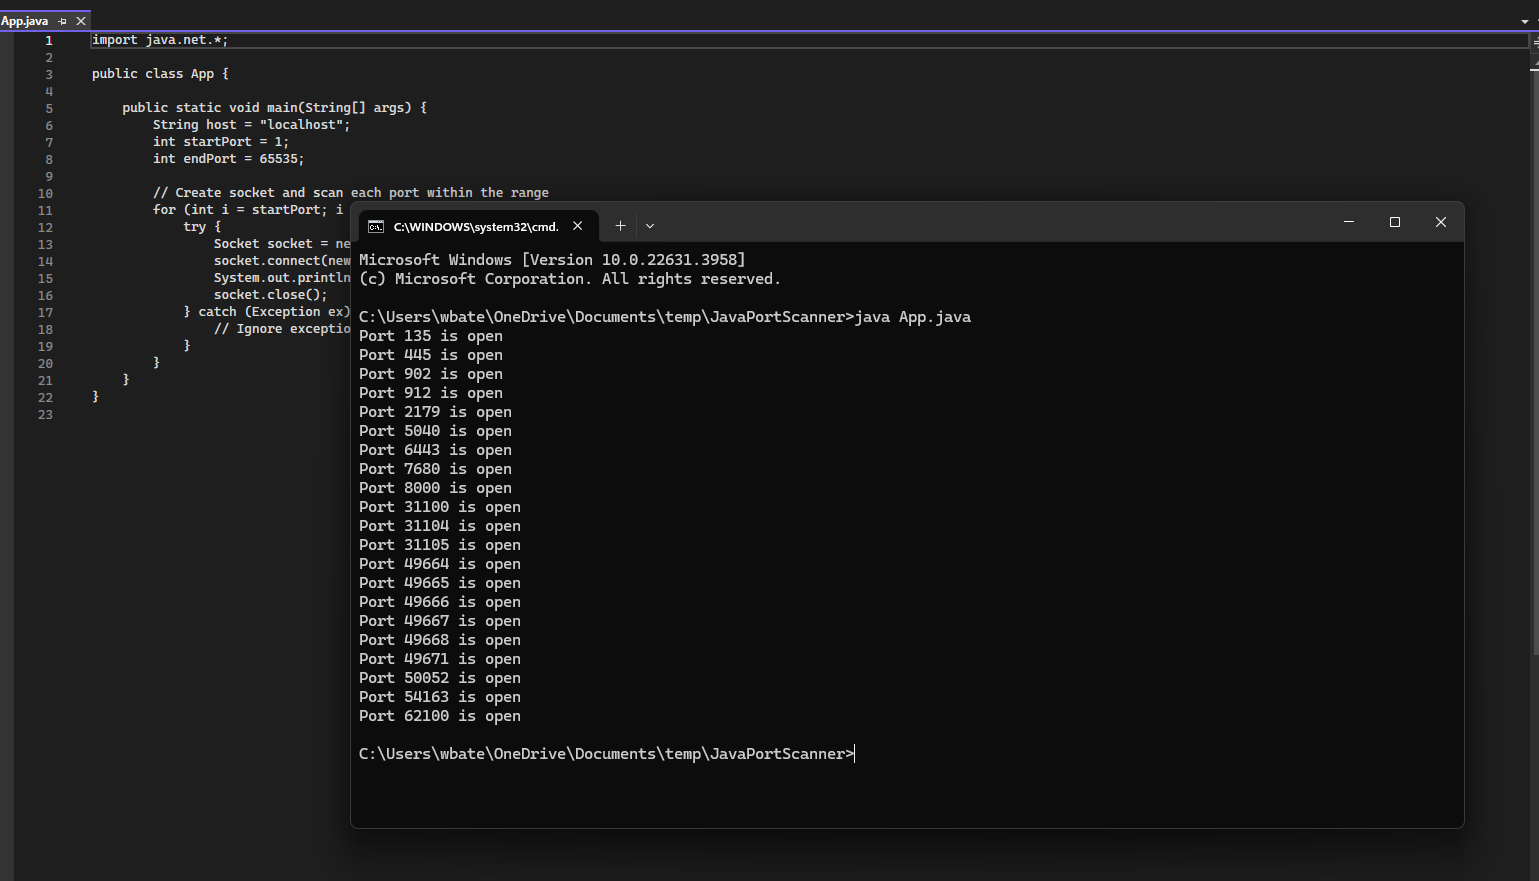 App.java
1 import java.net.*;
2
3 public class App {
4
5 public static void main(String[] args) {
6 String host = "localhost";
7 int startPort = 1;
8 int endPort = 65535;
9
10 // Create socket and scan each port within the range
11 for (int i = startPort; i
12 try {
13 Socket socket = ne
14 socket.connect(new
15 System.out.println
16 socket.close();
17 } catch (Exception ex)
18 // Ignore exceptio
19 }
20 }
21 }
22 }
23
C:\WINDOWS\system32\cmd.
Microsoft Windows [Version 10.0.22631.3958]
(c) Microsoft Corporation. All rights reserved.
C:\Users\wbate\OneDrive\Documents\temp\JavaPortScanner>java App.java
Port 135 is open
Port 445 is open
Port 902 is open
Port 912 is open
Port 2179 is open
Port 5040 is open
Port 6443 is open
Port 7680 is open
Port 8000 is open
Port 31100 is open
Port 31104 is open
Port 31105 is open
Port 49664 is open
Port 49665 is open
Port 49666 is open
Port 49667 is open
Port 49668 is open
Port 49671 is open
Port 50052 is open
Port 54163 is open
Port 62100 is open
C:\Users\wbate\OneDrive\Documents\temp\JavaPortScanner>